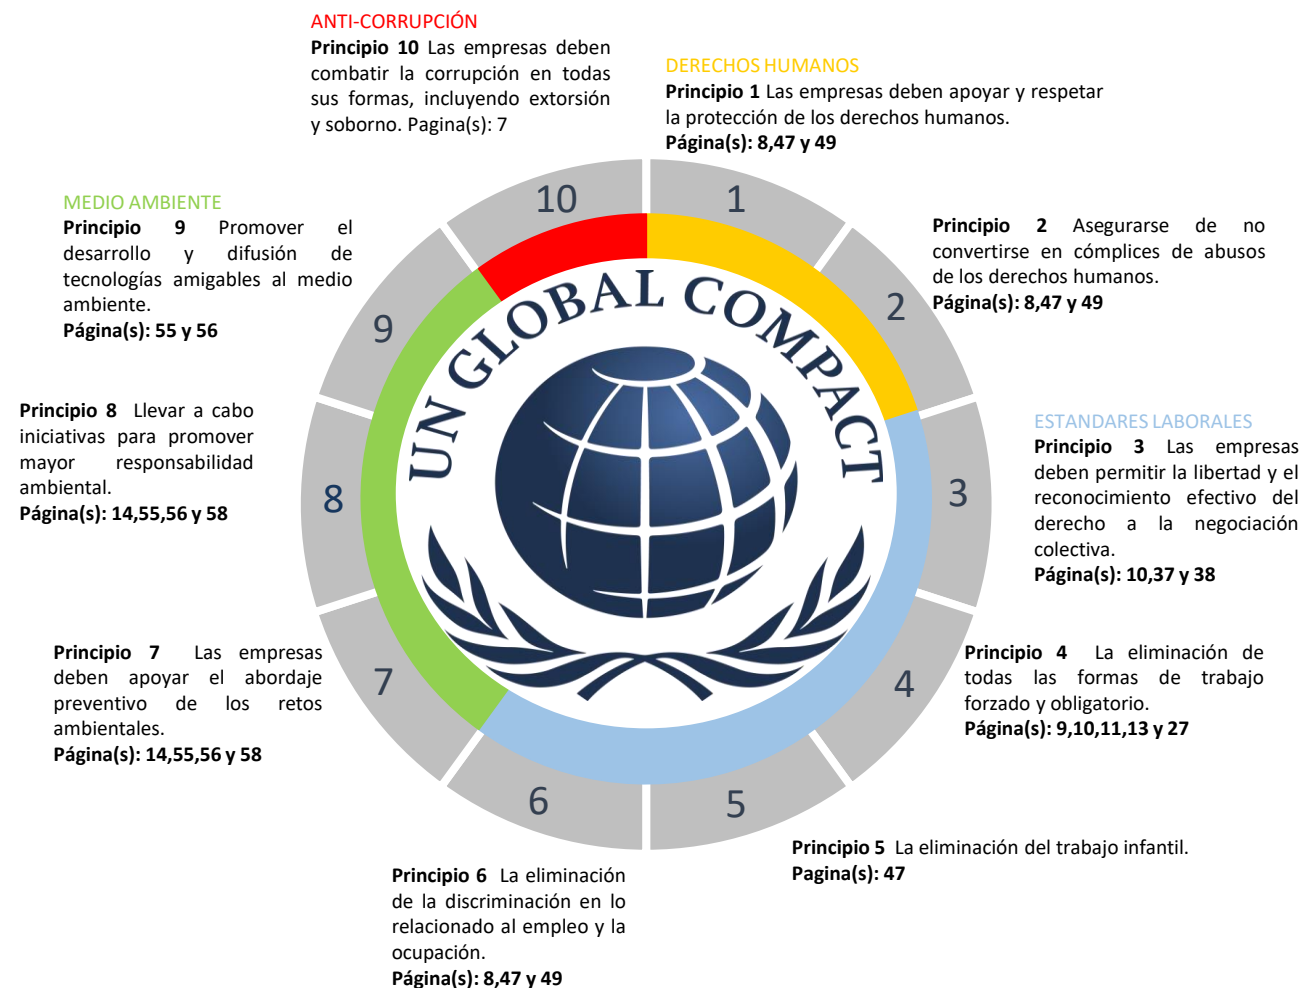 ANTI-CORRUPCIÓN
Principio 10 Las empresas deben
combatir la corrupción en todas
sus formas, incluyendo extorsión
y soborno. Pagina(s): 7
DERECHOS HUMANOS
Principio 1 Las empresas deben apoyar y respetar
la protección de los derechos humanos.
Página(s): 8,47 y 49
Principio 2 Asegurarse de no
convertirse en cómplices de abusos
de los derechos humanos.
Página(s): 8,47 y 49
ESTANDARES LABORALES
Principio 3 Las empresas
deben permitir la libertad y el
reconocimiento efectivo del
derecho a la negociación
colectiva.
Página(s): 10,37 y 38
Principio 4 La eliminación de
todas las formas de trabajo
forzado y obligatorio.
Página(s): 9,10,11,13 y 27
Principio 5 La eliminación del trabajo infantil.
Pagina(s): 47
Principio 6 La eliminación
de la discriminación en lo
relacionado al empleo y la
ocupación.
Página(s): 8,47 y 49
Principio 7 Las empresas
deben apoyar el abordaje
preventivo de los retos
ambientales.
Página(s): 14,55,56 y 58
Principio 8 Llevar a cabo
iniciativas para promover
mayor responsabilidad
ambiental.
Página(s): 14,55,56 y 58
MEDIO AMBIENTE
Principio 9 Promover el
desarrollo y difusión de
tecnologías amigables al medio
ambiente.
Página(s): 55 y 56
1
2
3
4
5
6
7
8
9
10
UN GLOBAL COMPACT